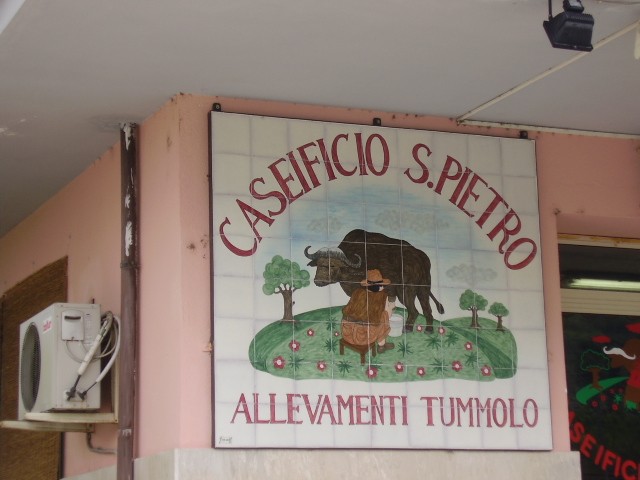 CASEIFICIO S.PIETRO
ALLEVAMENTI TUMMOLO